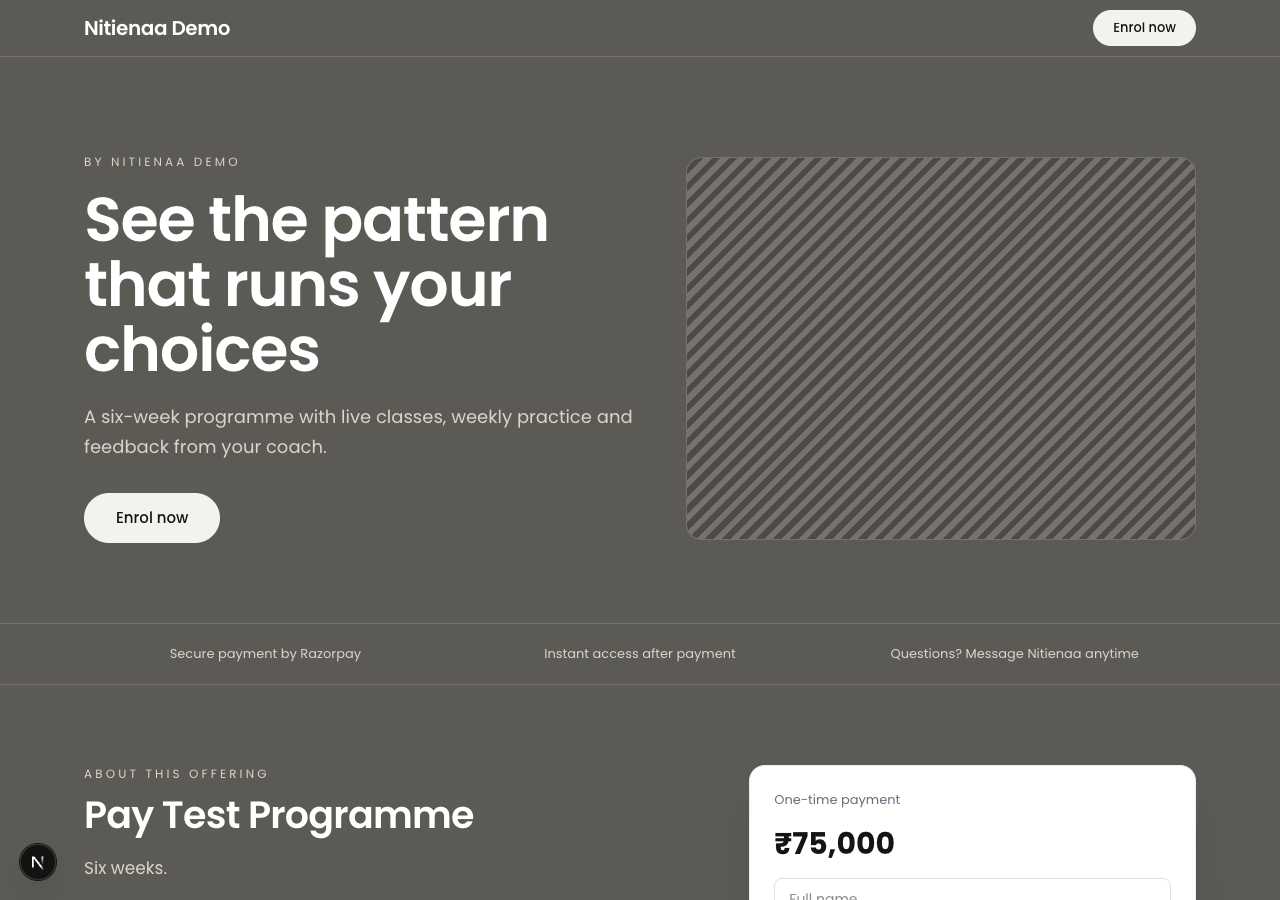 Nitienaa Demo
Enrol now
BY NITIENAA DEMO
See the pattern
that runs your
choices
A six-week programme with live classes, weekly practice and
feedback from your coach.
Enrol now
Secure payment by Razorpay
Instant access after payment
Questions? Message Nitienaa anytime
ABOUT THIS OFFERING
Pay Test Programme
Six weeks.
One-time payment
₹75,000
Full name
N